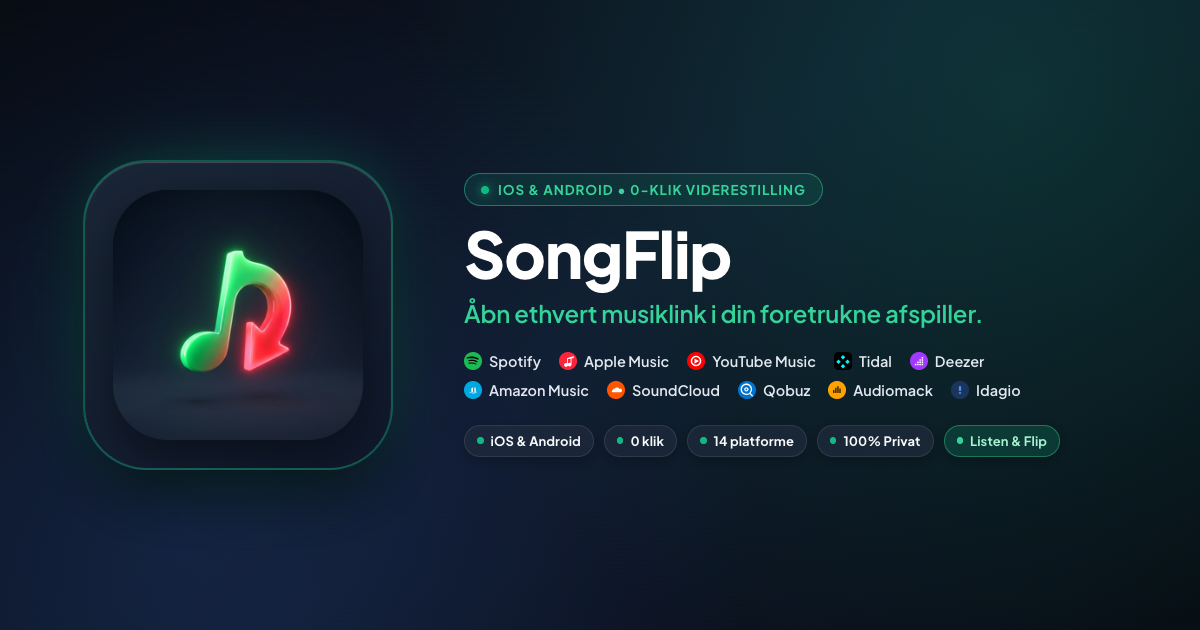 IOS & ANDROID • 0-KLIK VIDERESTILLING
SongFlip
Åbn ethvert musiklink i din foretrukne afspiller.
Spotify Apple Music YouTube Music Tidal Deezer
Amazon Music SoundCloud Qobuz Audiomack Idagio
iOS & Android 0 klik 14 platforme 100% Privat Listen & Flip